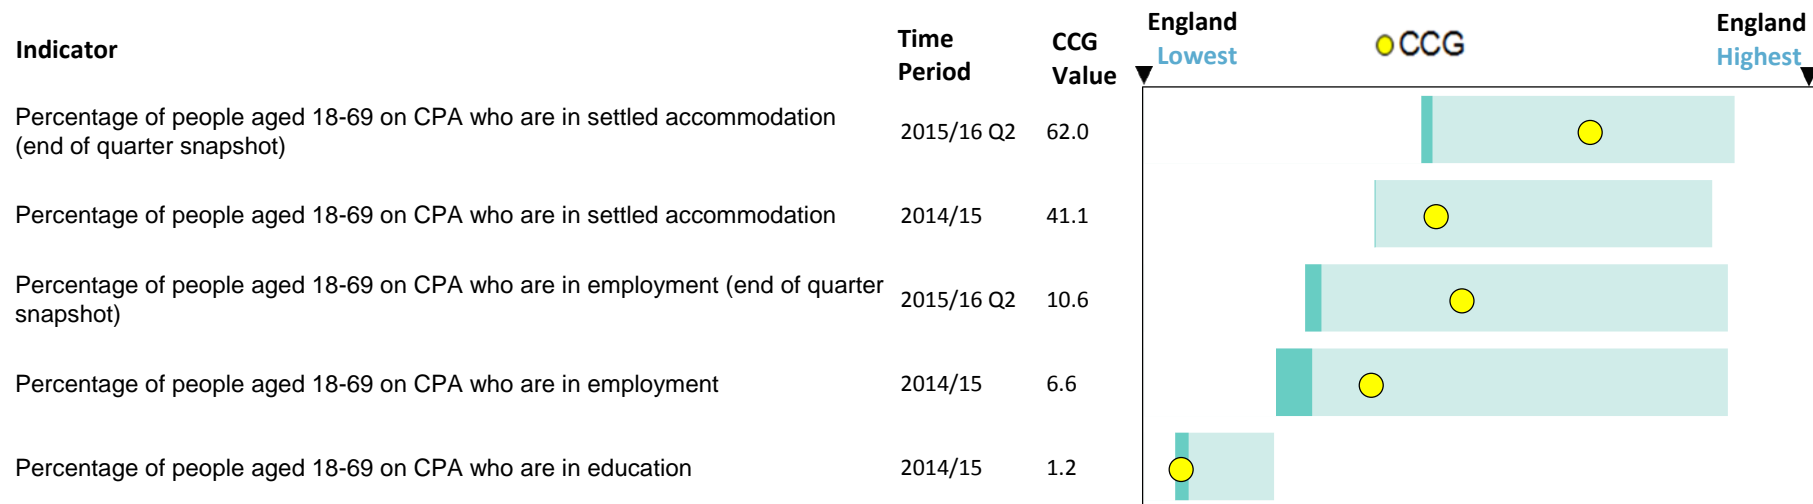 Indicator
Time Period
CCG Value
England Lowest
CCG
England Highest
Percentage of people aged 18-69 on CPA who are in settled accommodation
(end of quarter snapshot)
2015/16 Q2
62.0
Percentage of people aged 18-69 on CPA who are in settled accommodation
2014/15
41.1
Percentage of people aged 18-69 on CPA who are in employment (end of quarter
snapshot)
2015/16 Q2
10.6
Percentage of people aged 18-69 on CPA who are in employment
2014/15
6.6
Percentage of people aged 18-69 on CPA who are in education
2014/15
1.2